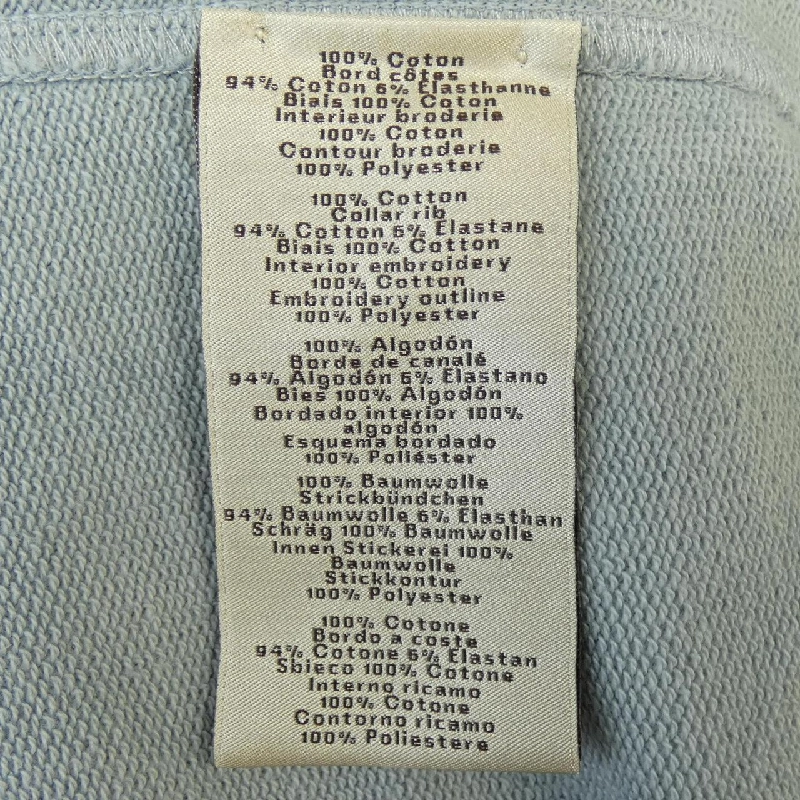 100% Coton
Bord côtes
94% Coton 6% Elasthanne
Biais 100% Coton
Interieur broderie
100% Coton
Contour broderie
100% Polyester
100% Cotton
Collar rib
94% Cotton 6% Elastane
Biais 100% Cotton
Interior embroidery
100% Cotton
Embroidery outline
100% Polyester
100% Algodón
Borde de canalé
94% Algodón 6% Elastano
Bies 100% Algodón
Bordado interior 100%
algodón
Esquema bordado
100% Poliéster
100% Baumwolle
Strickbündchen
94% Baumwolle 6% Elasthan
Schräg 100% Baumwolle
Innen Stickerei 100%
Baumwolle
Stickkontur
100% Polyester
100% Cotone
Bordo a coste
94% Cotone 6% Elastan
Sbieco 100% Cotone
Interno ricamo
100% Cotone
Contorno ricamo
100% Poliestere